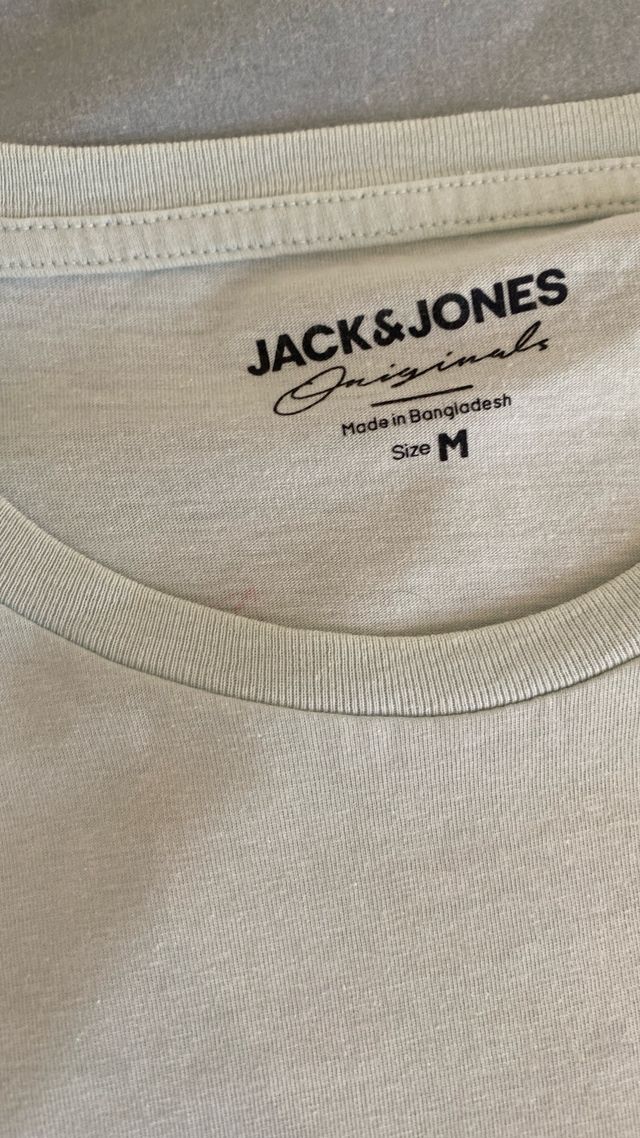 JACK&JONES
Originals
Made in Bangladesh
Size M